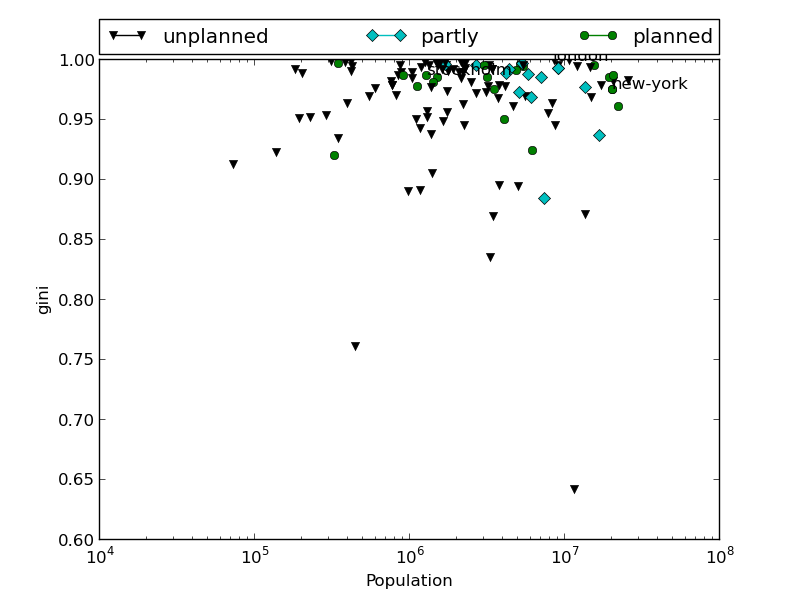 unplanned partly planned
1.00
london
stockholm
new-york
0.95
0.90
0.85
0.80
0.75
0.70
0.65
0.60
gini
10^4 10^5 10^6 10^7 10^8
Population